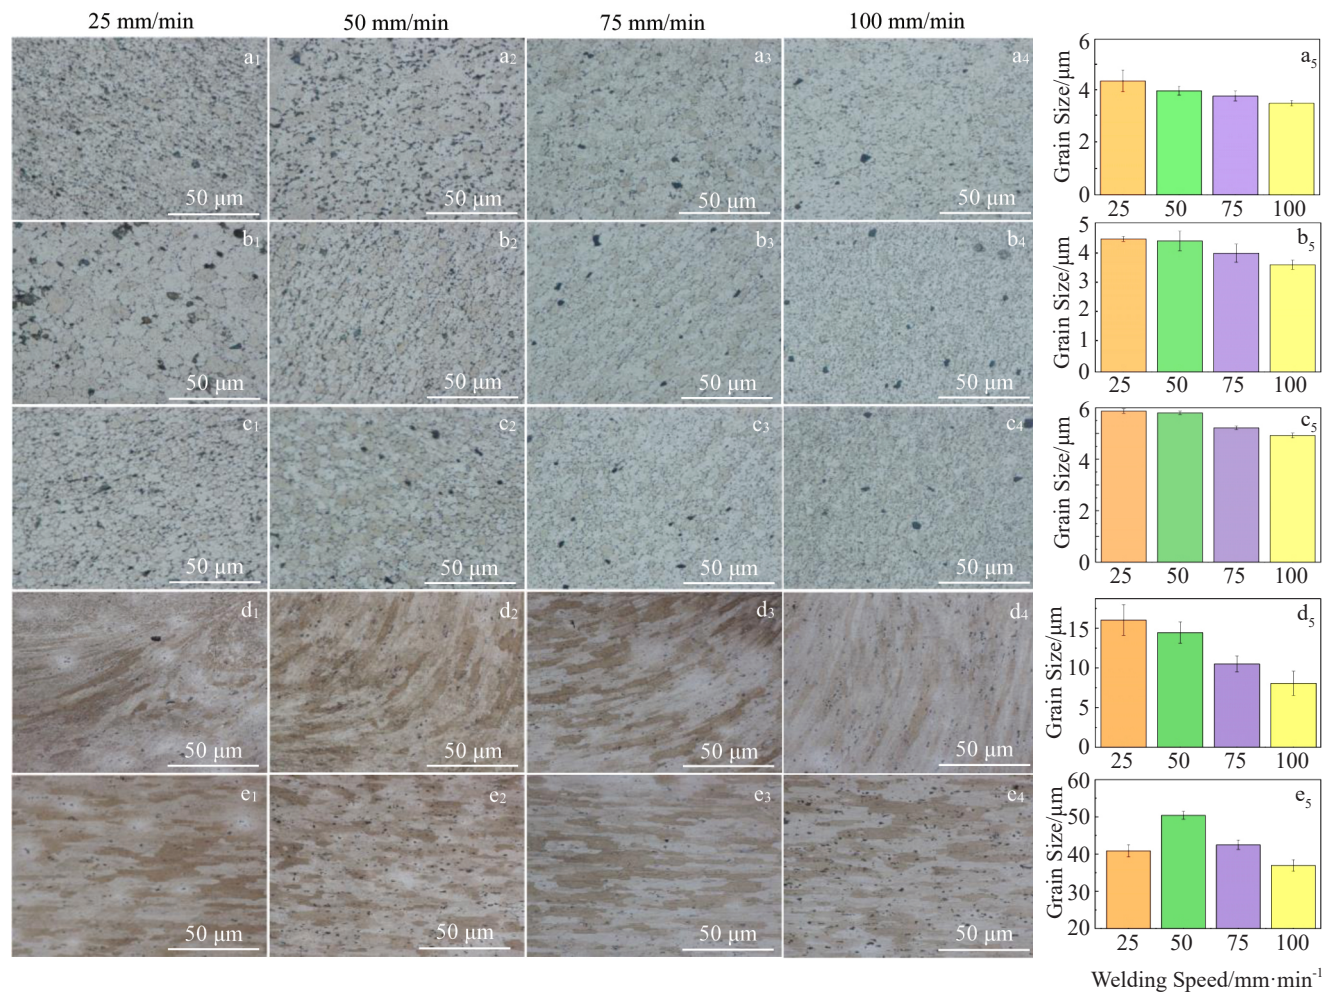 25 mm/min 50 mm/min 75 mm/min 100 mm/min
a₁ a₂ a₃ a₄
50 μm 50 μm 50 μm 50 μm
6
4
2
0
Grain Size/μm
a₅
25 50 75 100
b₁ b₂ b₃ b₄
50 μm 50 μm 50 μm 50 μm
5
4
3
2
1
0
Grain Size/μm
b₅
25 50 75 100
c₁ c₂ c₃ c₄
50 μm 50 μm 50 μm 50 μm
6
4
2
0
Grain Size/μm
c₅
25 50 75 100
d₁ d₂ d₃ d₄
50 μm 50 μm 50 μm 50 μm
15
10
5
0
Grain Size/μm
d₅
25 50 75 100
e₁ e₂ e₃ e₄
50 μm 50 μm 50 μm 50 μm
60
50
40
30
20
Grain Size/μm
e₅
25 50 75 100
Welding Speed/mm·min⁻¹